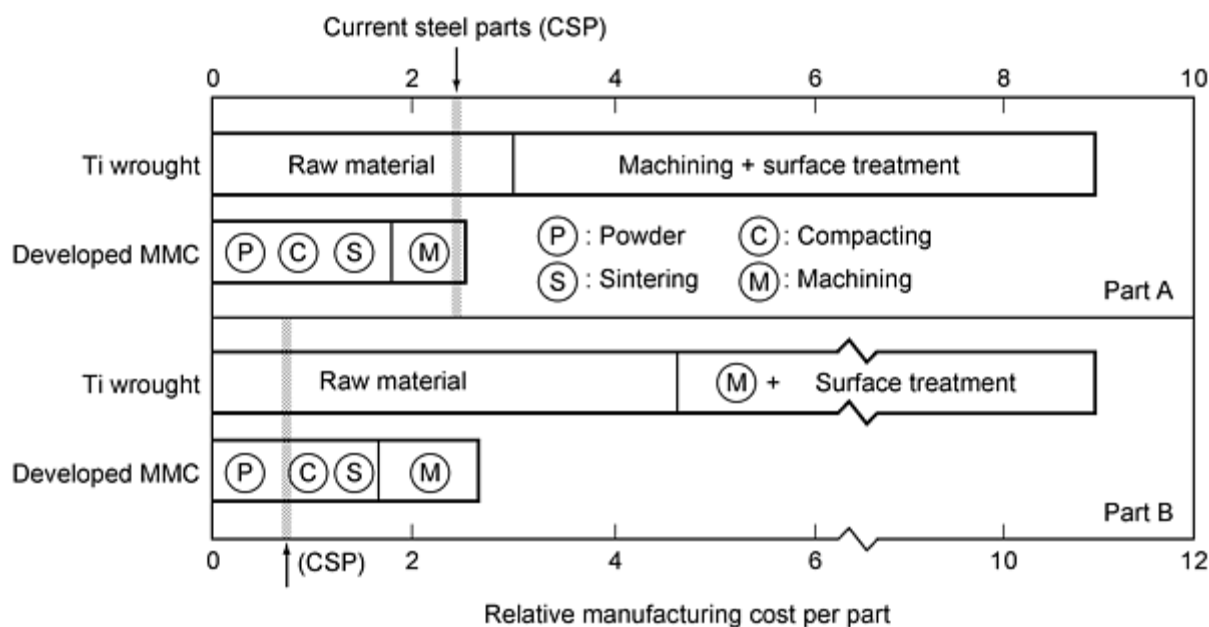 Current steel parts (CSP)
0 2 4 6 8 10
Ti wrought Raw material Machining + surface treatment
Developed MMC P C S M P : Powder C : Compacting
S : Sintering M : Machining
Part A
Ti wrought Raw material M + Surface treatment
Developed MMC P C S M
Part B
0 (CSP) 2 4 6 10 12
Relative manufacturing cost per part